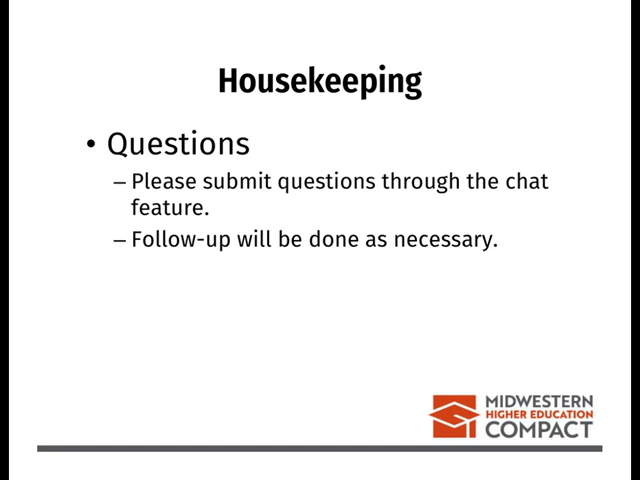 Housekeeping
• Questions
– Please submit questions through the chat
feature.
– Follow-up will be done as necessary.
MIDWESTERN
HIGHER EDUCATION
COMPACT